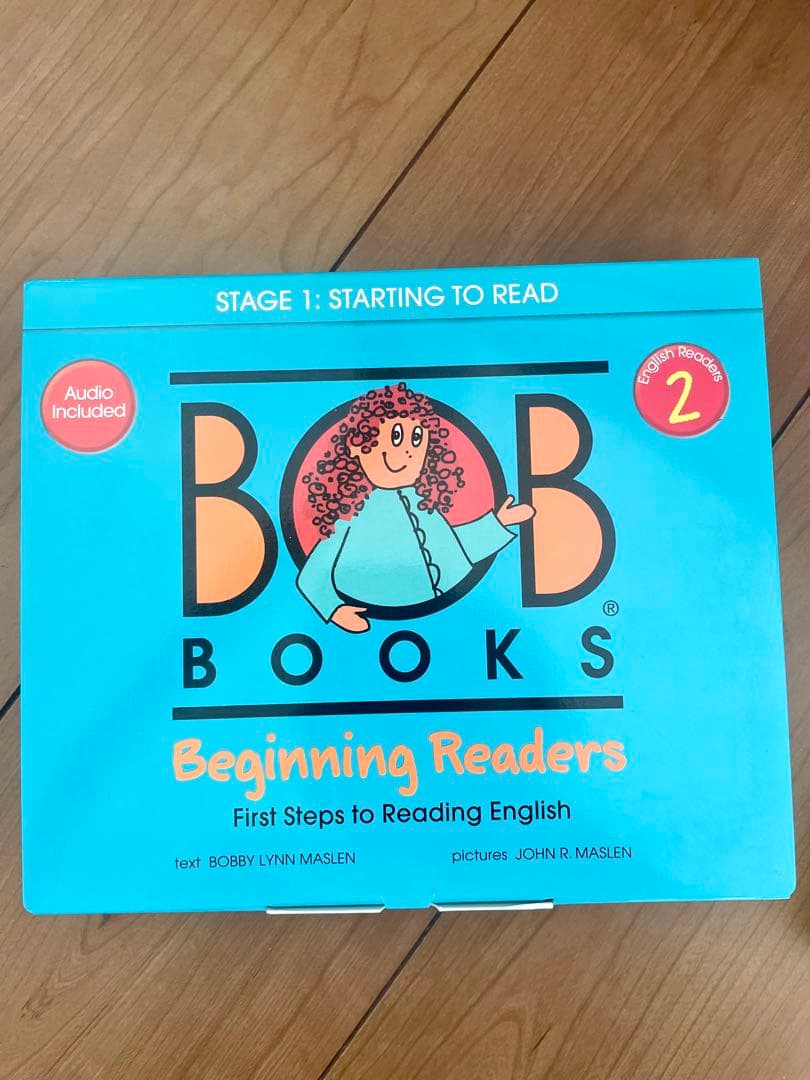 STAGE 1: STARTING TO READ
Audio
Included
English Readers
2
BOB
®
BOOKS
Beginning Readers
First Steps to Reading English
text BOBBY LYNN MASLEN
pictures JOHN R. MASLEN